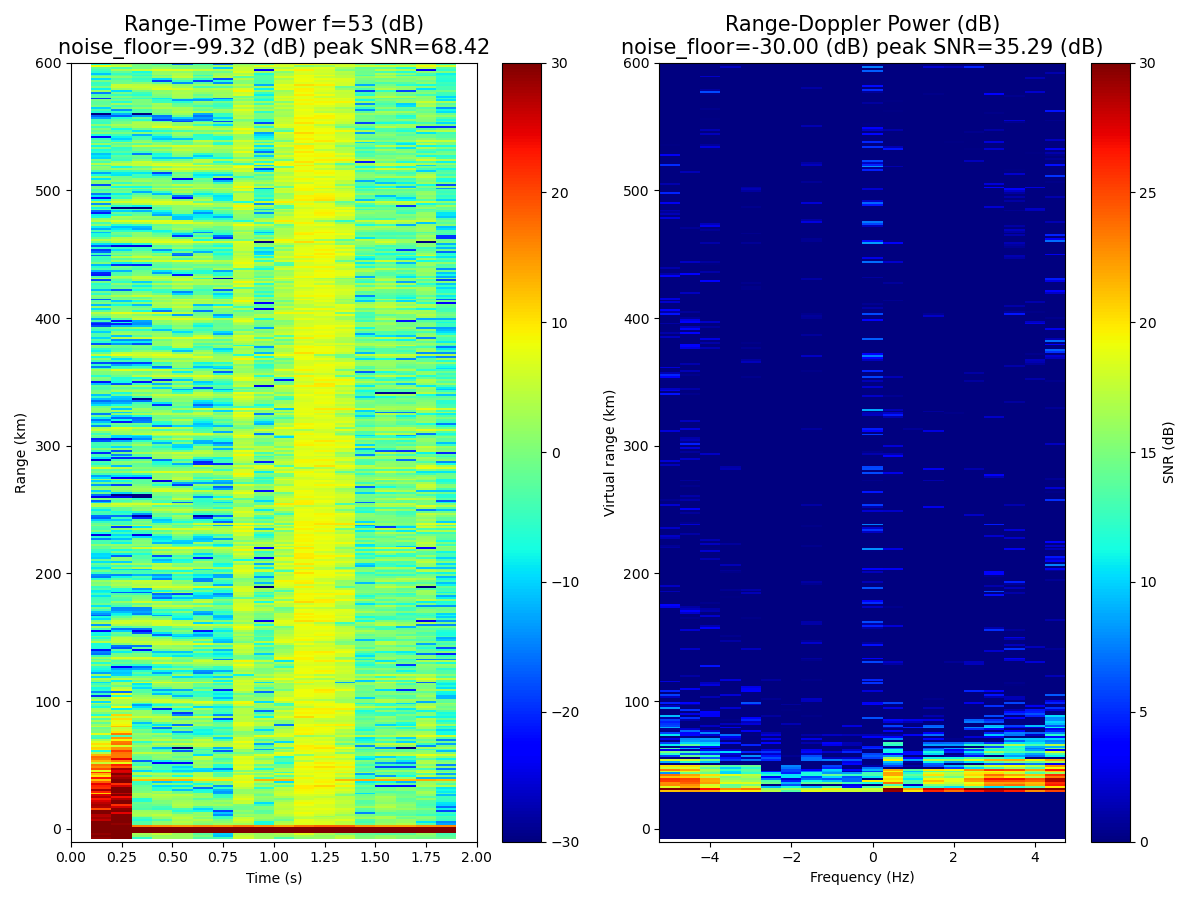 Range-Time Power f=53 (dB)
noise_floor=-99.32 (dB) peak SNR=68.42
Range (km)
600
500
400
300
200
100
0
0.00 0.25 0.50 0.75 1.00 1.25 1.50 1.75 2.00
Time (s)
30
20
10
0
−10
−20
−30
Range-Doppler Power (dB)
noise_floor=-30.00 (dB) peak SNR=35.29 (dB)
Virtual range (km)
600
500
400
300
200
100
0
−4 −2 0 2 4
Frequency (Hz)
30
25
20
15
10
5
0
SNR (dB)